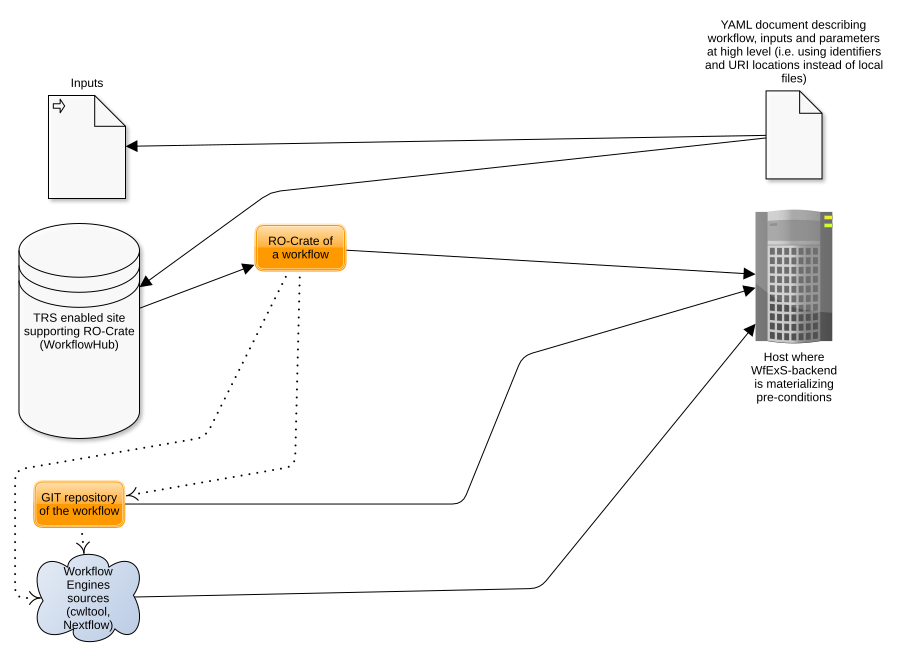 YAML document describing
workflow, inputs and parameters
at high level (i.e. using identifiers
and URI locations instead of local
files)
Inputs
RO-Crate of
a workflow
TRS enabled site
supporting RO-Crate
(WorkflowHub)
Host where
WfExS-backend
is materializing
pre-conditions
GIT repository
of the workflow
Workflow
Engines
sources
(cwltool,
Nextflow)